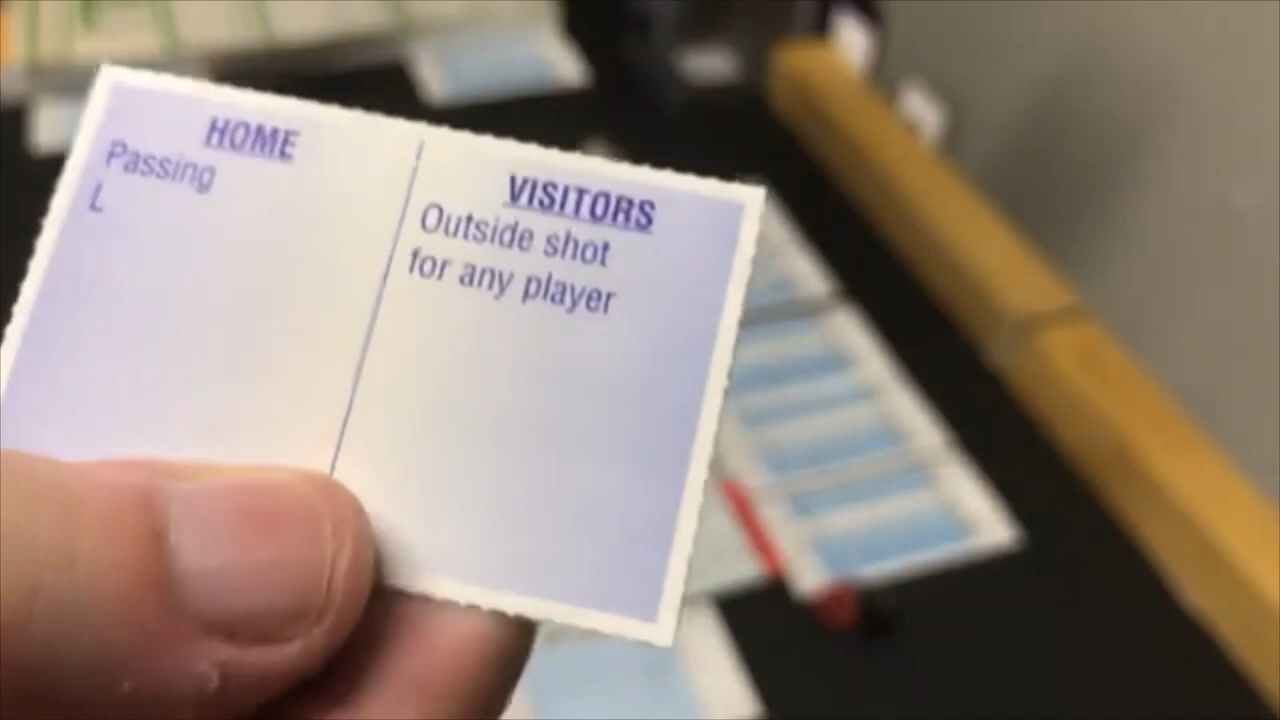 HOME
Passing
L
VISITORS
Outside shot
for any player